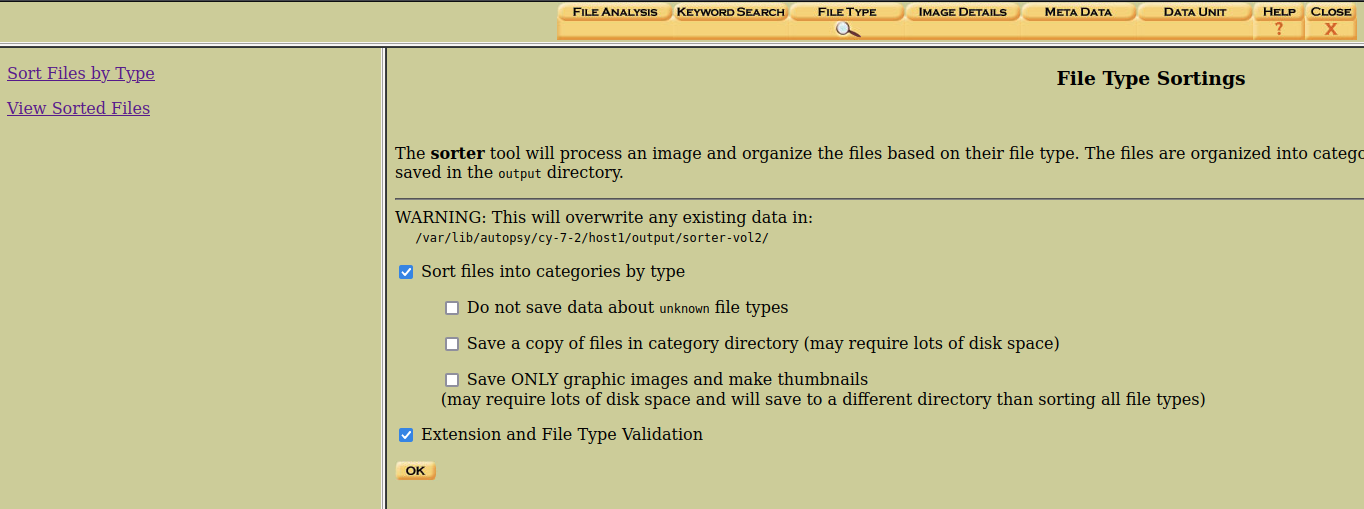 FILE ANALYSIS KEYWORD SEARCH FILE TYPE IMAGE DETAILS META DATA DATA UNIT HELP CLOSE
? X
Sort Files by Type
View Sorted Files
File Type Sortings
The sorter tool will process an image and organize the files based on their file type. The files are organized into
saved in the output directory.
WARNING: This will overwrite any existing data in:
/var/lib/autopsy/cy-7-2/host1/output/sorter-vol2/
Sort files into categories by type
Do not save data about unknown file types
Save a copy of files in category directory (may require lots of disk space)
Save ONLY graphic images and make thumbnails
(may require lots of disk space and will save to a different directory than sorting all file types)
Extension and File Type Validation
OK